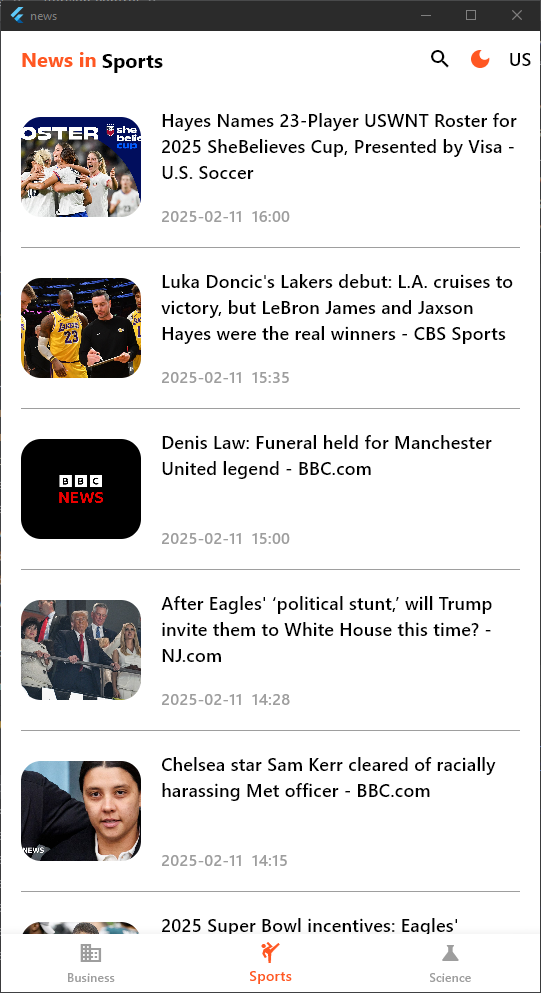 news
News in Sports
US
OSTER
she
belie
cup
Hayes Names 23-Player USWNT Roster for
2025 SheBelieves Cup, Presented by Visa -
U.S. Soccer
2025-02-11 16:00
23
Luka Doncic's Lakers debut: L.A. cruises to
victory, but LeBron James and Jaxson
Hayes were the real winners - CBS Sports
2025-02-11 15:35
BBC
NEWS
Denis Law: Funeral held for Manchester
United legend - BBC.com
2025-02-11 15:00
After Eagles' ‘political stunt,’ will Trump
invite them to White House this time? -
NJ.com
2025-02-11 14:28
NEWS
Chelsea star Sam Kerr cleared of racially
harassing Met officer - BBC.com
2025-02-11 14:15
2025 Super Bowl incentives: Eagles'
Business
Sports
Science